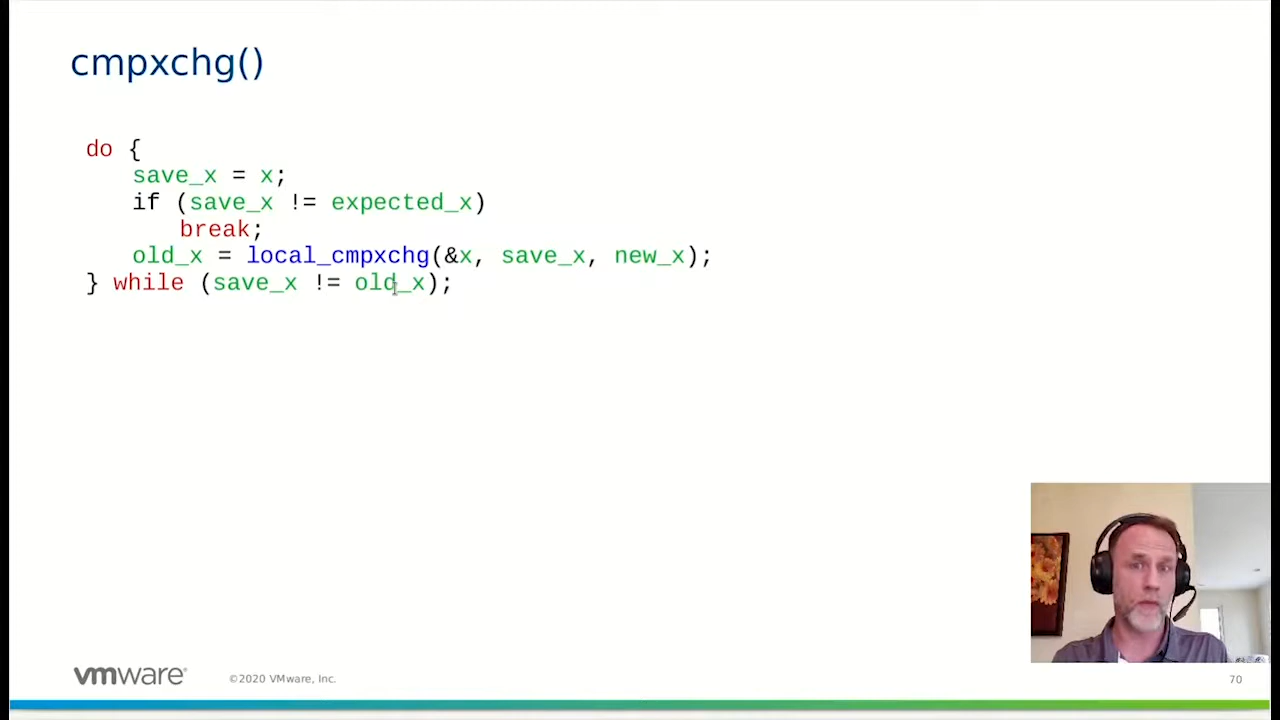 cmpxchg()
do {
save_x = x;
if (save_x != expected_x)
break;
old_x = local_cmpxchg(&x, save_x, new_x);
} while (save_x != old_x);
vmware®
©2020 VMware, Inc.
70